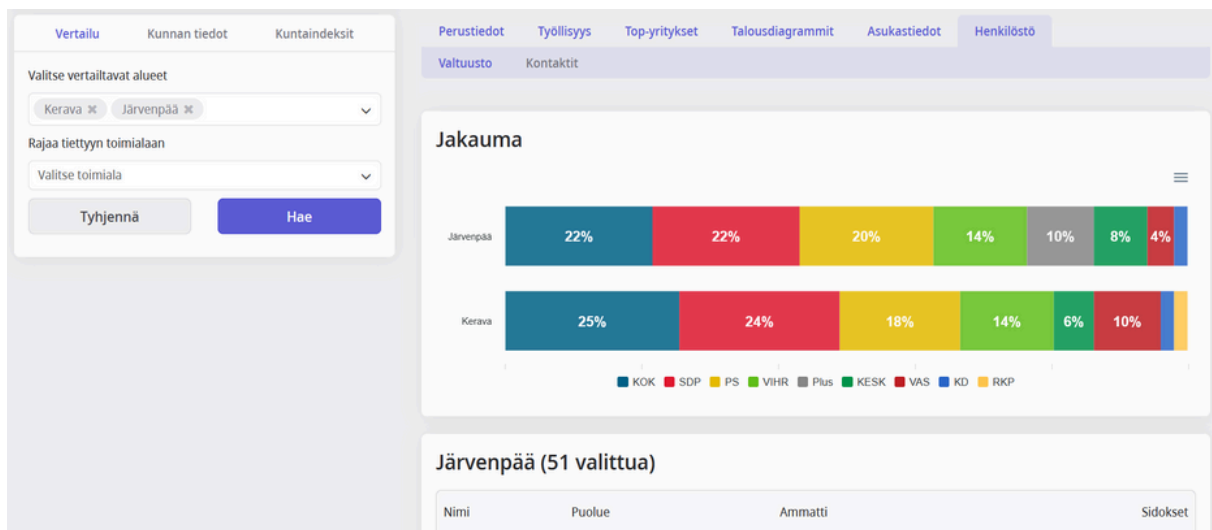 Vertailu Kunnan tiedot Kuntaindeksit
Valitse vertailtavat alueet
Kerava Järvenpää
Rajaa tiettyyn toimialaan
Valitse toimiala
Tyhjennä Hae
Perustiedot Työllisyys Top-yritykset Talousdiagrammit Asukastiedot Henkilöstö
Valtuusto Kontaktit
Jakauma
Järvenpää 22% 22% 20% 14% 10% 8% 4%
Kerava 25% 24% 18% 14% 6% 10%
KOK SDP PS VIHR Plus KESK VAS KD RKP
Järvenpää (51 valittua)
Nimi Puolue Ammatti Sidokset